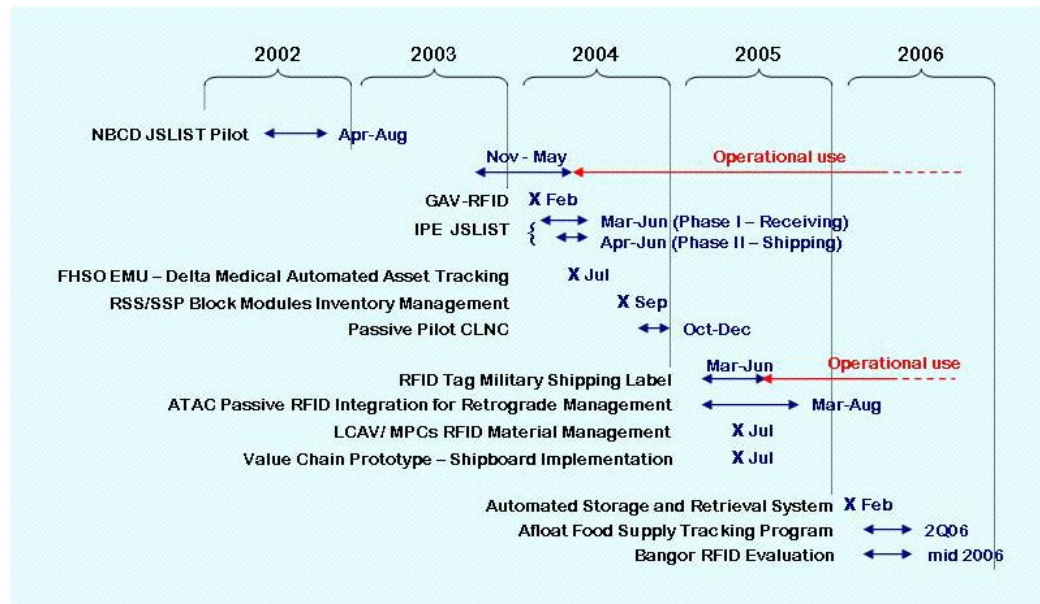 2002 2003 2004 2005 2006
NBCD JSLIST Pilot Apr-Aug
Nov - May Operational use
GAV-RFID X Feb
IPE JSLIST { Mar-Jun (Phase I – Receiving)
Apr-Jun (Phase II – Shipping)
FHSO EMU – Delta Medical Automated Asset Tracking X Jul
RSS/SSP Block Modules Inventory Management X Sep
Passive Pilot CLNC Oct-Dec
Mar-Jun Operational use
RFID Tag Military Shipping Label
ATAC Passive RFID Integration for Retrograde Management Mar-Aug
LCAV/ MPCs RFID Material Management X Jul
Value Chain Prototype – Shipboard Implementation X Jul
Automated Storage and Retrieval System X Feb
Afloat Food Supply Tracking Program 2Q06
Bangor RFID Evaluation mid 2006